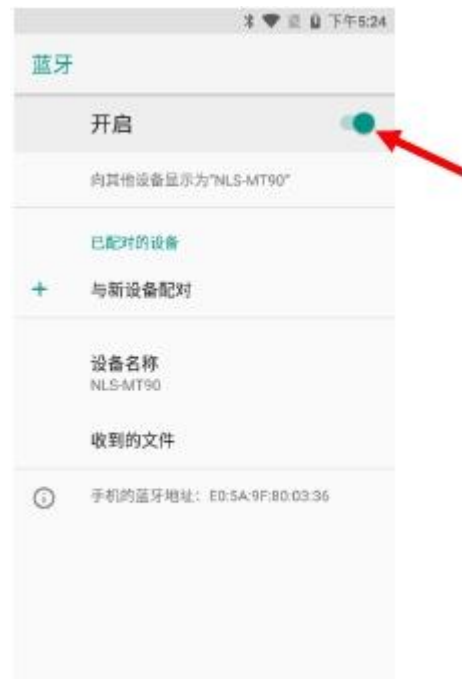 下午5:24
蓝牙
开启
向其他设备显示为"NLS-MT90"
已配对的设备
+ 与新设备配对
设备名称
NLS-MT90
收到的文件
手机的蓝牙地址：E0:5A:9F:80:03:36